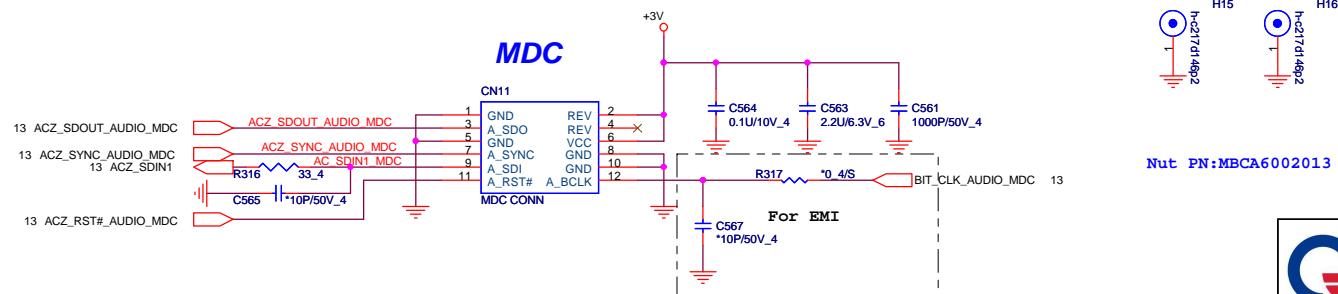 MDC
+3V
H15
H16
h-c217d146p2
h-c217d146p2
1
1
CN11
1 GND REV 2
3 A_SDO REV 4
5 GND VCC 6
7 A_SYNC GND 8
9 A_SDI GND 10
11 A_RST# A_BCLK 12
MDC CONN
13 ACZ_SDOUT_AUDIO_MDC
ACZ_SDOUT_AUDIO_MDC
13 ACZ_SYNC_AUDIO_MDC
ACZ_SYNC_AUDIO_MDC
13 ACZ_SDIN1
AC_SDIN1_MDC
R316 33_4
C565 *10P/50V_4
13 ACZ_RST#_AUDIO_MDC
C564
0.1U/10V_4
C563
2.2U/6.3V_6
C561
1000P/50V_4
R317 *0_4/S
BIT_CLK_AUDIO_MDC 13
For EMI
C567
*10P/50V_4
Nut PN:MBCA6002013